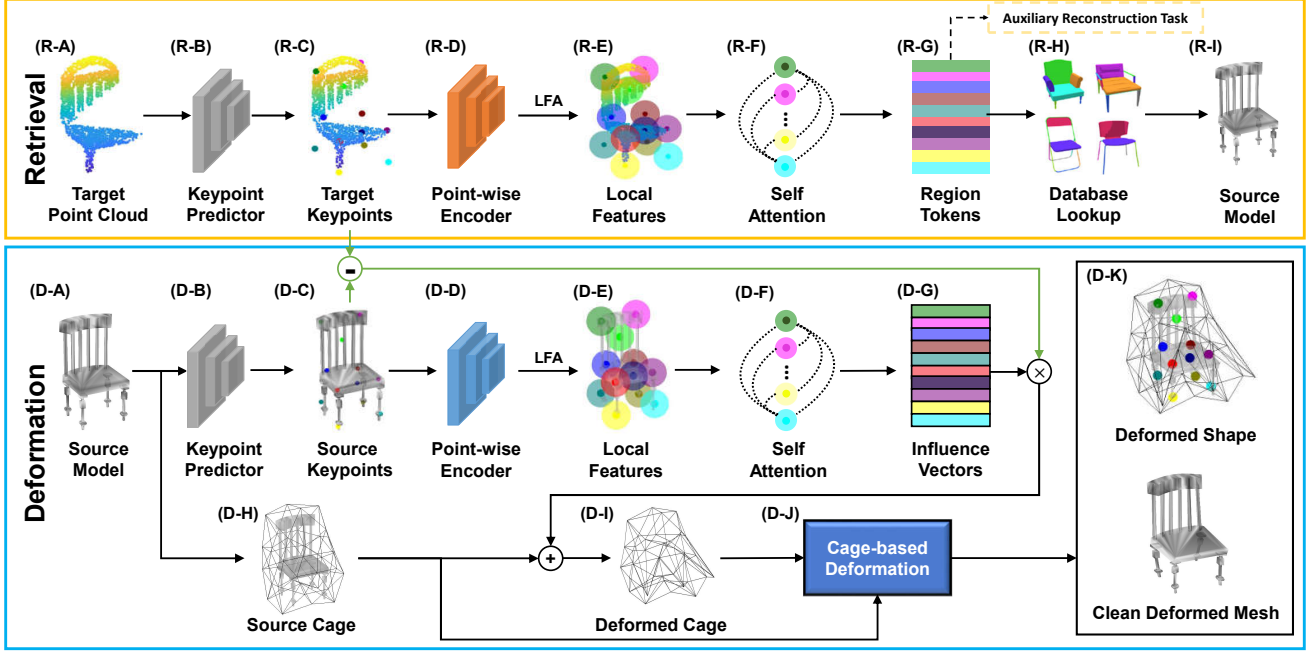 Auxiliary Reconstruction Task
Retrieval
(R-A)
(R-B)
(R-C)
(R-D)
(R-E)
(R-F)
(R-G)
(R-H)
(R-I)
LFA
Target
Point Cloud
Keypoint
Predictor
Target
Keypoints
Point-wise
Encoder
Local
Features
Self
Attention
Region
Tokens
Database
Lookup
Source
Model
Deformation
-
(D-A)
(D-B)
(D-C)
(D-D)
(D-E)
(D-F)
(D-G)
(D-K)
LFA
×
Source
Model
Keypoint
Predictor
Source
Keypoints
Point-wise
Encoder
Local
Features
Self
Attention
Influence
Vectors
Deformed Shape
(D-H)
(D-I)
(D-J)
+
Cage-based
Deformation
Source Cage
Deformed Cage
Clean Deformed Mesh